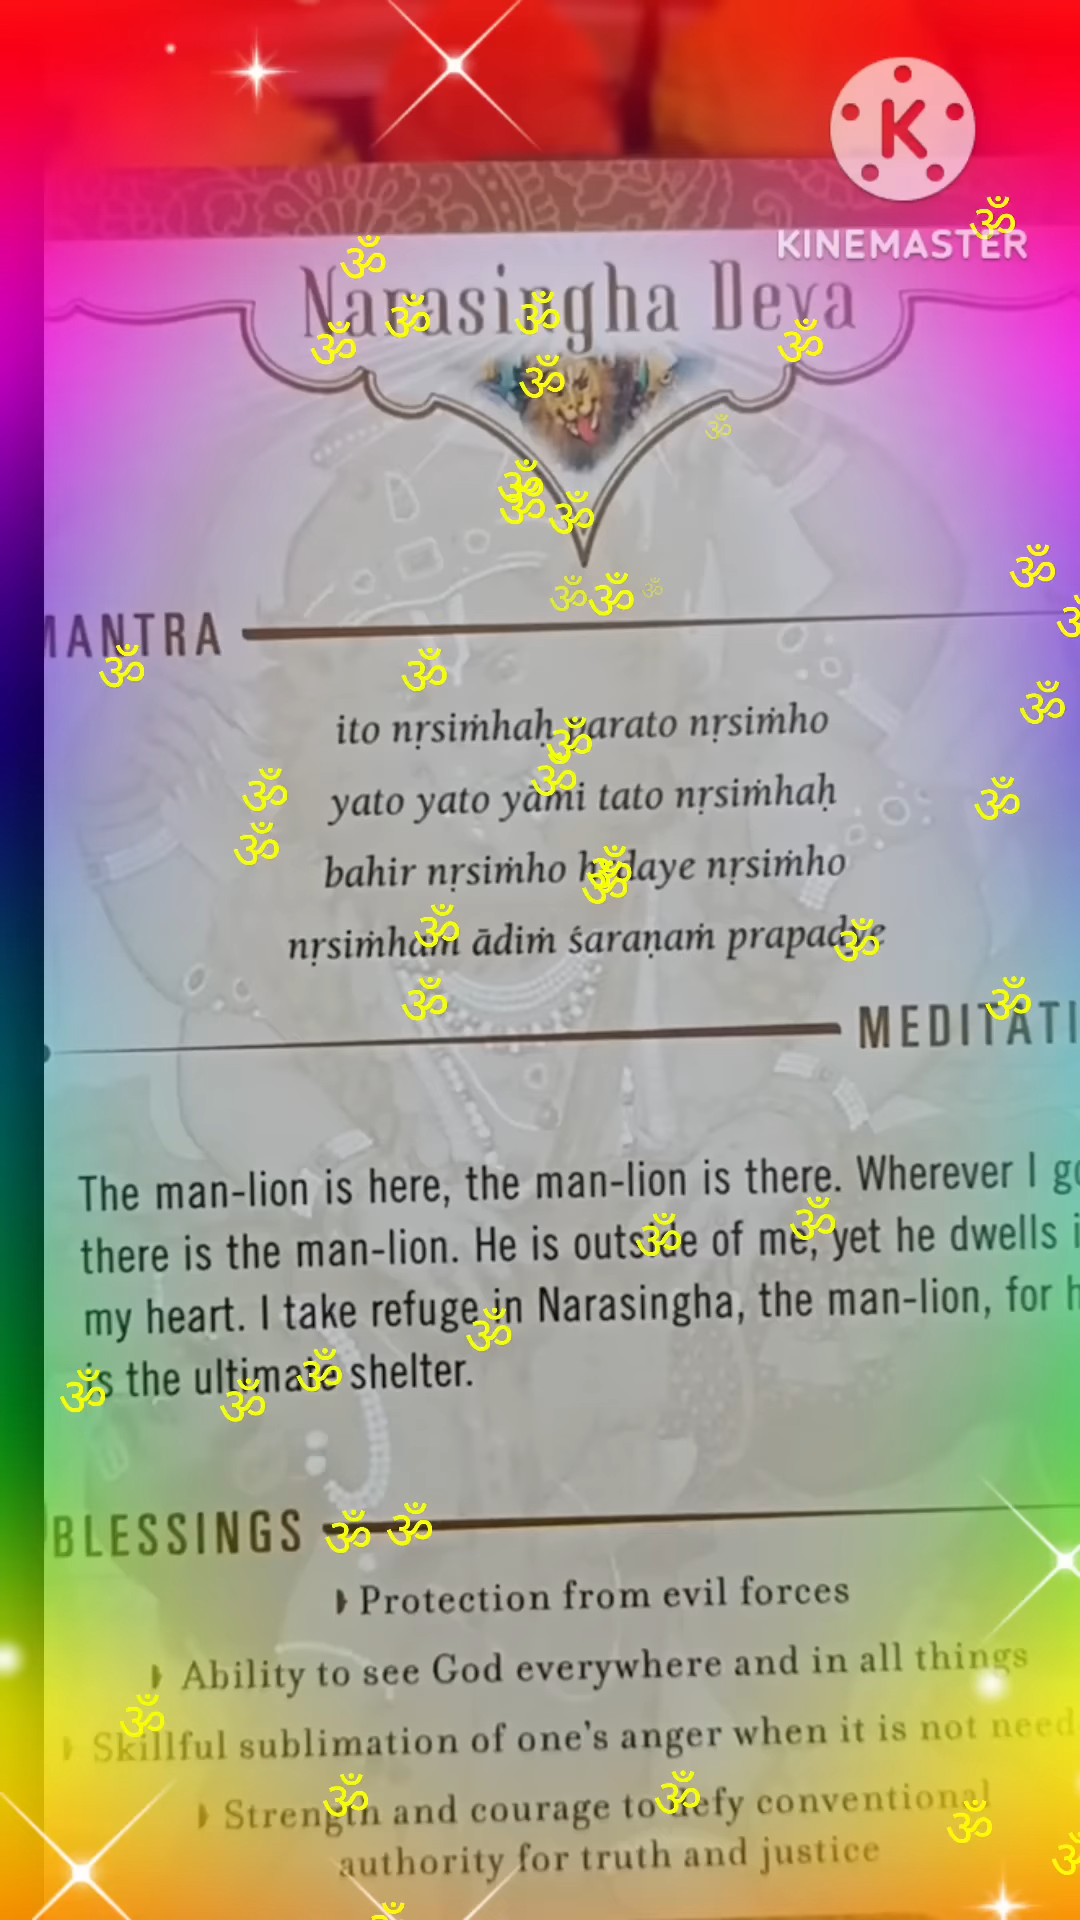 K
KINEMASTER
Narasingha Deva
MANTRA
ito nṛsiṁhaḥ parato nṛsiṁho
yato yato yāmi tato nṛsiṁhaḥ
bahir nṛsiṁho hṛdaye nṛsiṁho
nṛsiṁham ādiṁ śaraṇaṁ prapadye
MEDITATI
The man-lion is here, the man-lion is there. Wherever I go
there is the man-lion. He is outside of me, yet he dwells i
my heart. I take refuge in Narasingha, the man-lion, for h
is the ultimate shelter.
BLESSINGS
Protection from evil forces
Ability to see God everywhere and in all things
Skillful sublimation of one's anger when it is not need
Strength and courage to defy conventional
authority for truth and justice